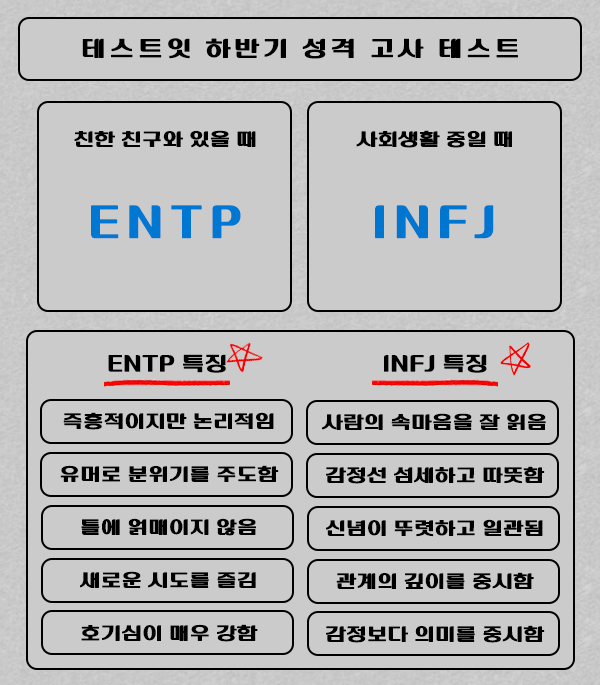 테스트잇 하반기 성격 고사 테스트
친한 친구와 있을 때
ENTP
사회생활 중일 때
INFJ
ENTP 특징
즉흥적이지만 논리적임
유머로 분위기를 주도함
틀에 얽매이지 않음
새로운 시도를 즐김
호기심이 매우 강함
INFJ 특징
사람의 속마음을 잘 읽음
감정선 섬세하고 따뜻함
신념이 뚜렷하고 일관됨
관계의 깊이를 중시함
감정보다 의미를 중시함